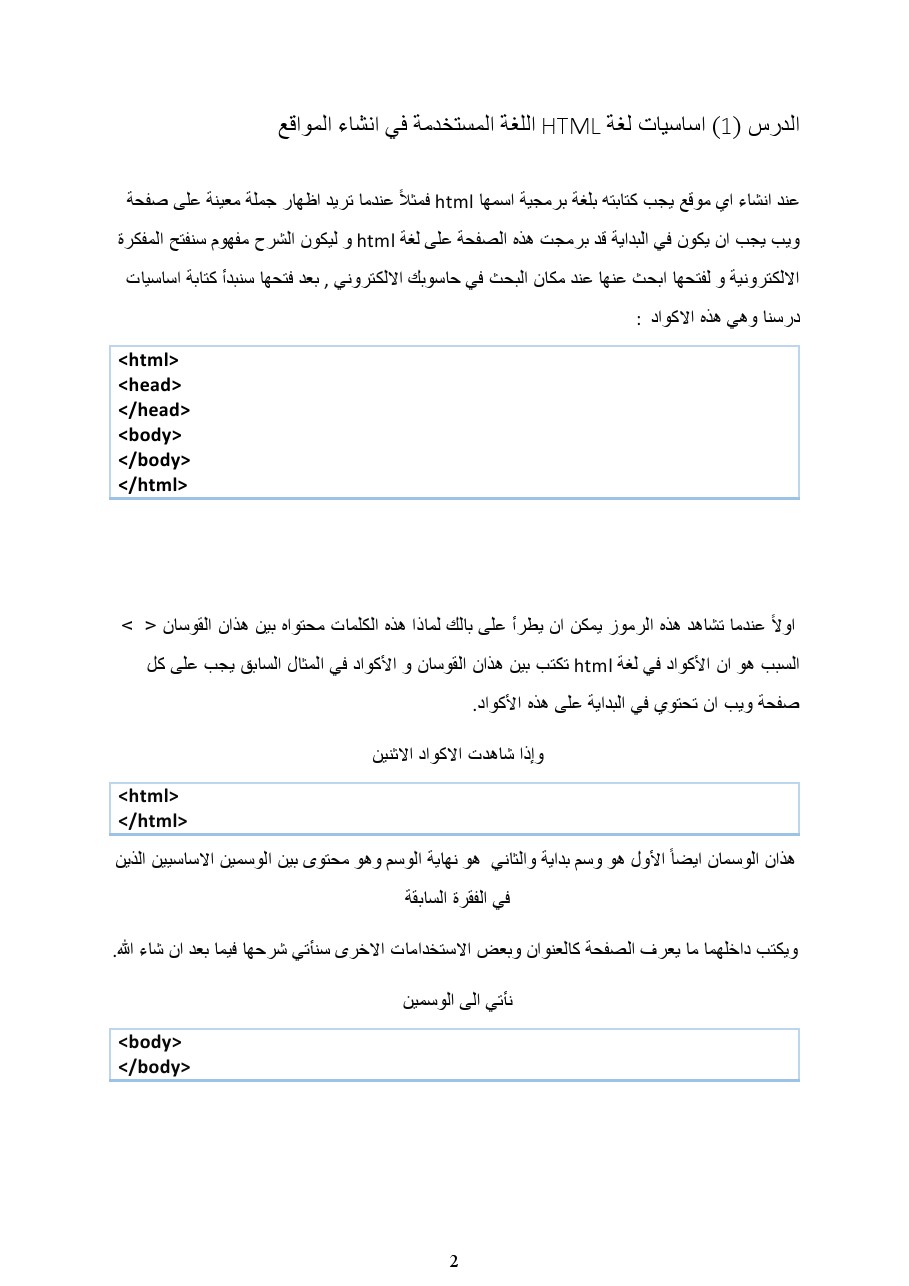 الدرس (1) اساسيات لغة HTML اللغة المستخدمة في انشاء المواقع
عند انشاء اي موقع يجب كتابته بلغة برمجية اسمها html فمثلاً عندما تريد اظهار جملة معينة على صفحة
ويب يجب ان يكون في البداية قد برمجت هذه الصفحة على لغة html و ليكون الشرح مفهوم سنفتح المفكرة
الالكترونية و لفتحها ابحث عنها عند مكان البحث في حاسوبك الالكتروني , بعد فتحها سنبدأ كتابة اساسيات
درسنا وهي هذه الاكواد :
<html>
<head>
</head>
<body>
</body>
</html>
اولاً عندما تشاهد هذه الرموز يمكن ان يطرأ على بالك لماذا هذه الكلمات محتواه بين هذان القوسان < >
السبب هو ان الأكواد في لغة html تكتب بين هذان القوسان و الأكواد في المثال السابق يجب على كل
صفحة ويب ان تحتوي في البداية على هذه الأكواد.
وإذا شاهدت الاكواد الاثنين
<html>
</html>
هذان الوسمان ايضاً الأول هو وسم بداية والثاني هو نهاية الوسم وهو محتوى بين الوسمين الاساسيين الذين
في الفقرة السابقة
ويكتب داخلهما ما يعرف الصفحة كالعنوان وبعض الاستخدامات الاخرى سنأتي شرحها فيما بعد ان شاء الله.
نأتي الى الوسمين
<body>
</body>
2